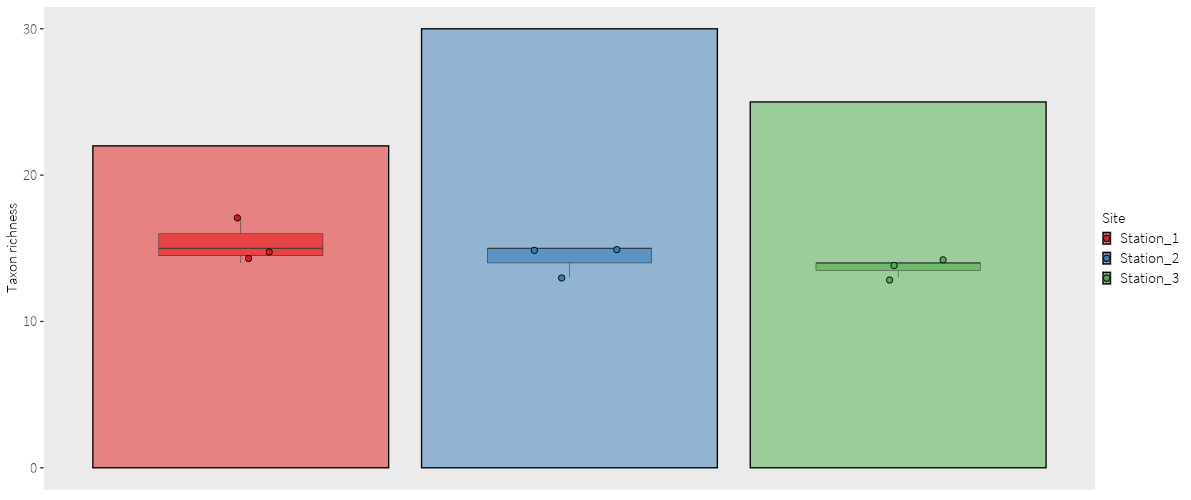 30
20
10
0
Taxon richness
Site
Station_1
Station_2
Station_3